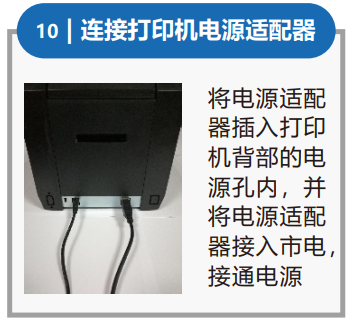 10 | 连接打印机电源适配器
将电源适配
器插入打印
机背部的电
源孔内，并
将电源适配
器接入市电，
接通电源